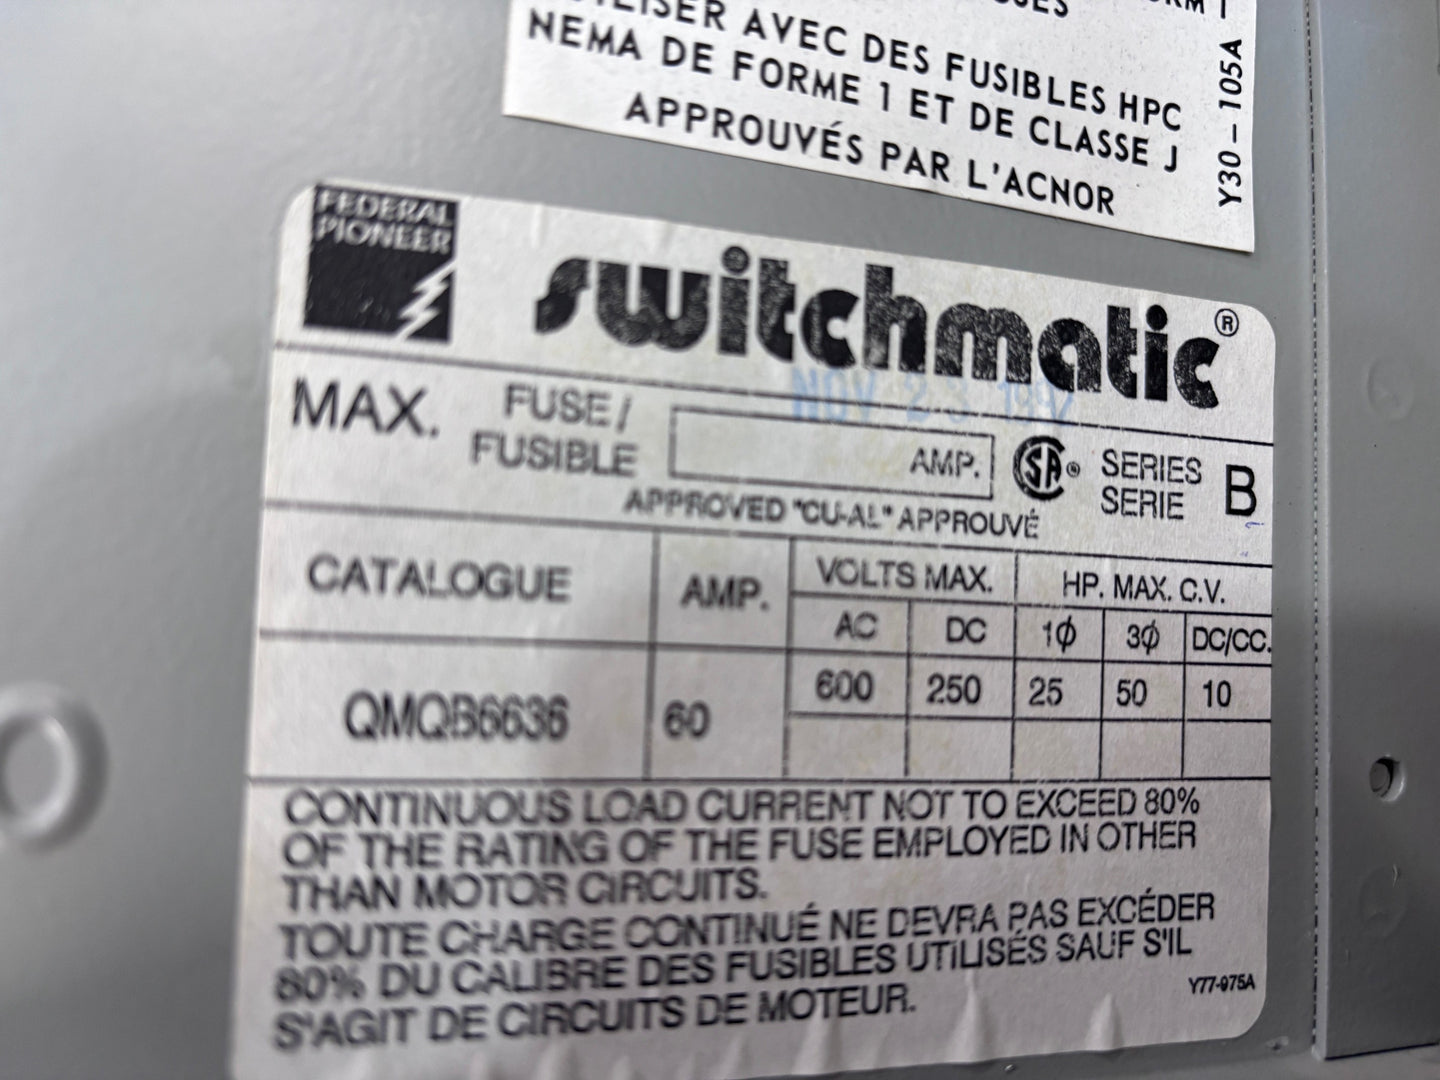 UTILISER AVEC DES FUSIBLES HPC
NEMA DE FORME 1 ET DE CLASSE J
APPROUVÉS PAR L'ACNOR
Y30 - 105A
FEDERAL
PIONEER
switchmatic®
NOV 23 1992
MAX. FUSE/
FUSIBLE
AMP.
SA®
SERIES
SERIE
B
APPROVED "CU-AL" APPROUVÉ
CATALOGUE AMP. VOLTS MAX. HP. MAX. C.V.
AC DC 1Ø 3Ø DC/CC.
QMQB6636 60 600 250 25 50 10
CONTINUOUS LOAD CURRENT NOT TO EXCEED 80%
OF THE RATING OF THE FUSE EMPLOYED IN OTHER
THAN MOTOR CIRCUITS.
TOUTE CHARGE CONTINUÉ NE DEVRA PAS EXCÉDER
80% DU CALIBRE DES FUSIBLES UTILISÉS SAUF S'IL
S'AGIT DE CIRCUITS DE MOTEUR.
Y77-975A